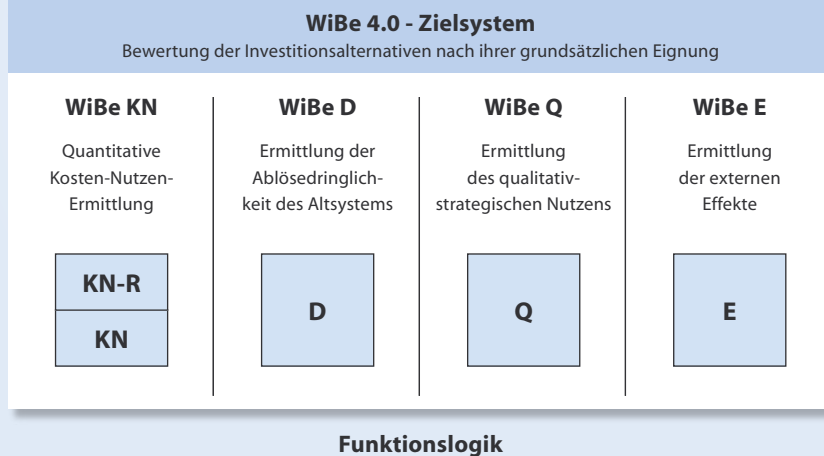 WiBe 4.0 - Zielsystem
Bewertung der Investitionsalternativen nach ihrer grundsätzlichen Eignung
WiBe KN
Quantitative
Kosten-Nutzen-
Ermittlung
KN-R
KN
WiBe D
Ermittlung der
Ablösedringlich-
keit des Altsystems
D
WiBe Q
Ermittlung
des qualitativ-
strategischen Nutzens
Q
WiBe E
Ermittlung
der externen
Effekte
E
Funktionslogik